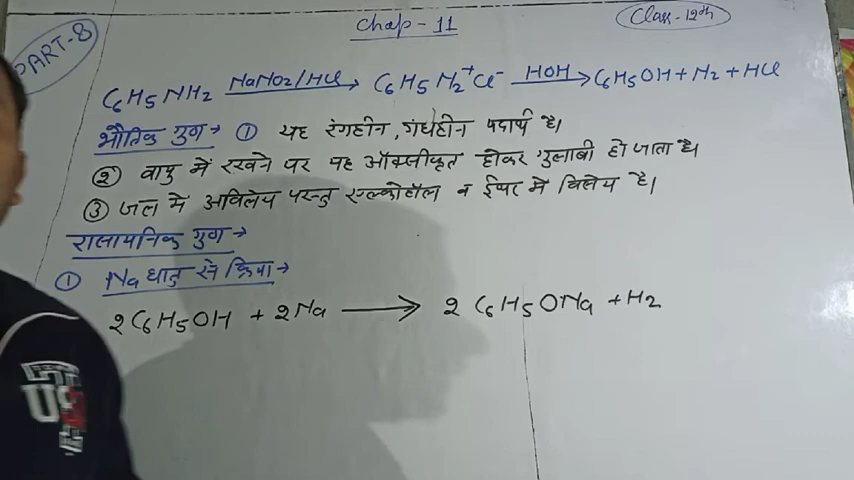 PART-8
Chap-11
Class-12th
C6H5NH2 NaNO2/HCl → C6H5N2+Cl- HOH → C6H5OH + N2 + HCl
भौतिक गुण → ① यह रंगहीन, गंधहीन पदार्थ है।
② वायु में रखने पर यह ऑक्सीकृत होकर गुलाबी हो जाता है।
③ जल में अविलेय परन्तु एल्कोहॉल व ईथर में विलेय है।
रासायनिक गुण →
① Na धातु से क्रिया →
2C6H5OH + 2Na ⟶ 2C6H5ONa + H2